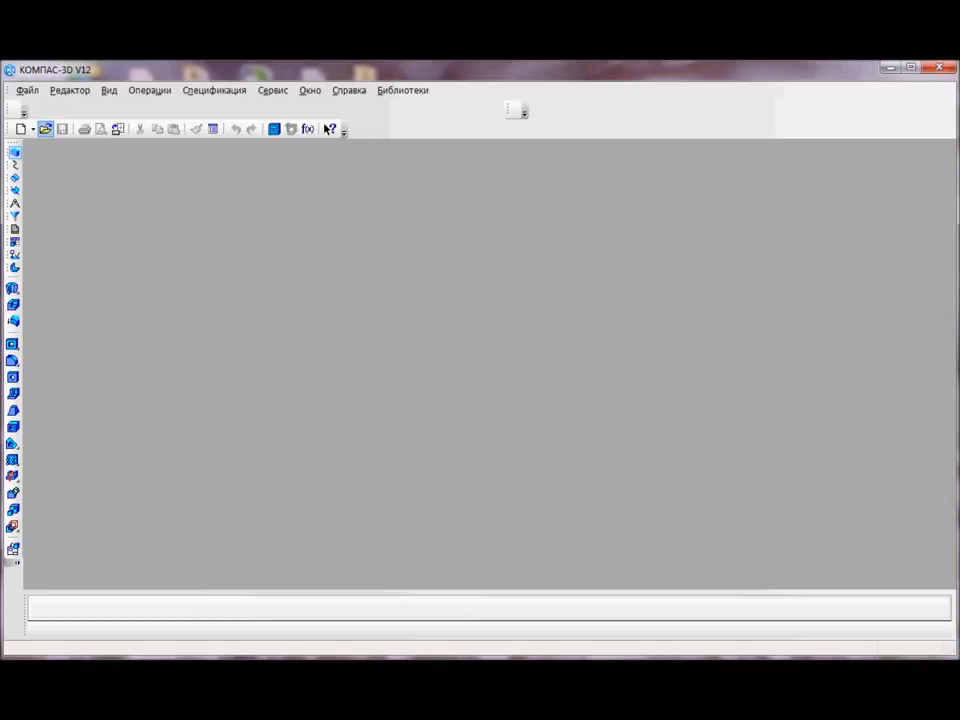 КОМПАС-3D V12
Файл Редактор Вид Операции Спецификация Сервис Окно Справка Библиотеки
f(x) ?